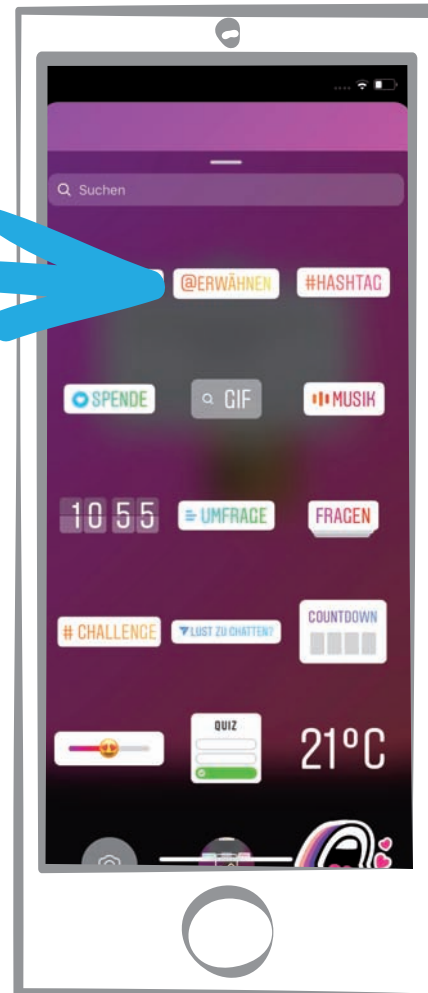 Suchen
@ERWÄHNEN
#HASHTAG
SPENDE
GIF
MUSIK
10 55
UMFRAGE
FRAGEN
# CHALLENGE
LUST ZU CHATTEN?
COUNTDOWN
QUIZ
21°C